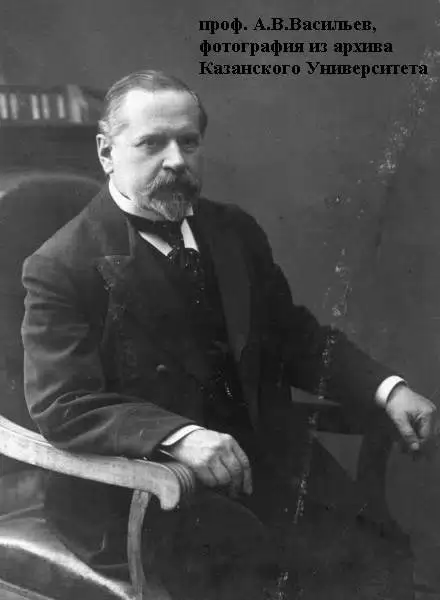 проф. А.В.Васильев,
фотография из архива
Казанского Университета